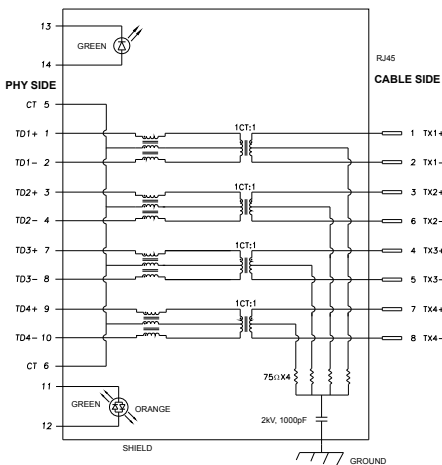 13
GREEN
14
RJ45
PHY SIDE
CABLE SIDE
CT 5
1CT:1
TD1+ 1
1 TX1+
TD1- 2
2 TX1-
1CT:1
TD2+ 3
3 TX2+
TD2- 4
6 TX2-
1CT:1
TD3+ 7
4 TX3+
TD3- 8
5 TX3-
1CT:1
TD4+ 9
7 TX4+
TD4- 10
8 TX4-
CT 6
75ΩX4
11
GREEN
ORANGE
2kV, 1000pF
12
SHIELD
GROUND